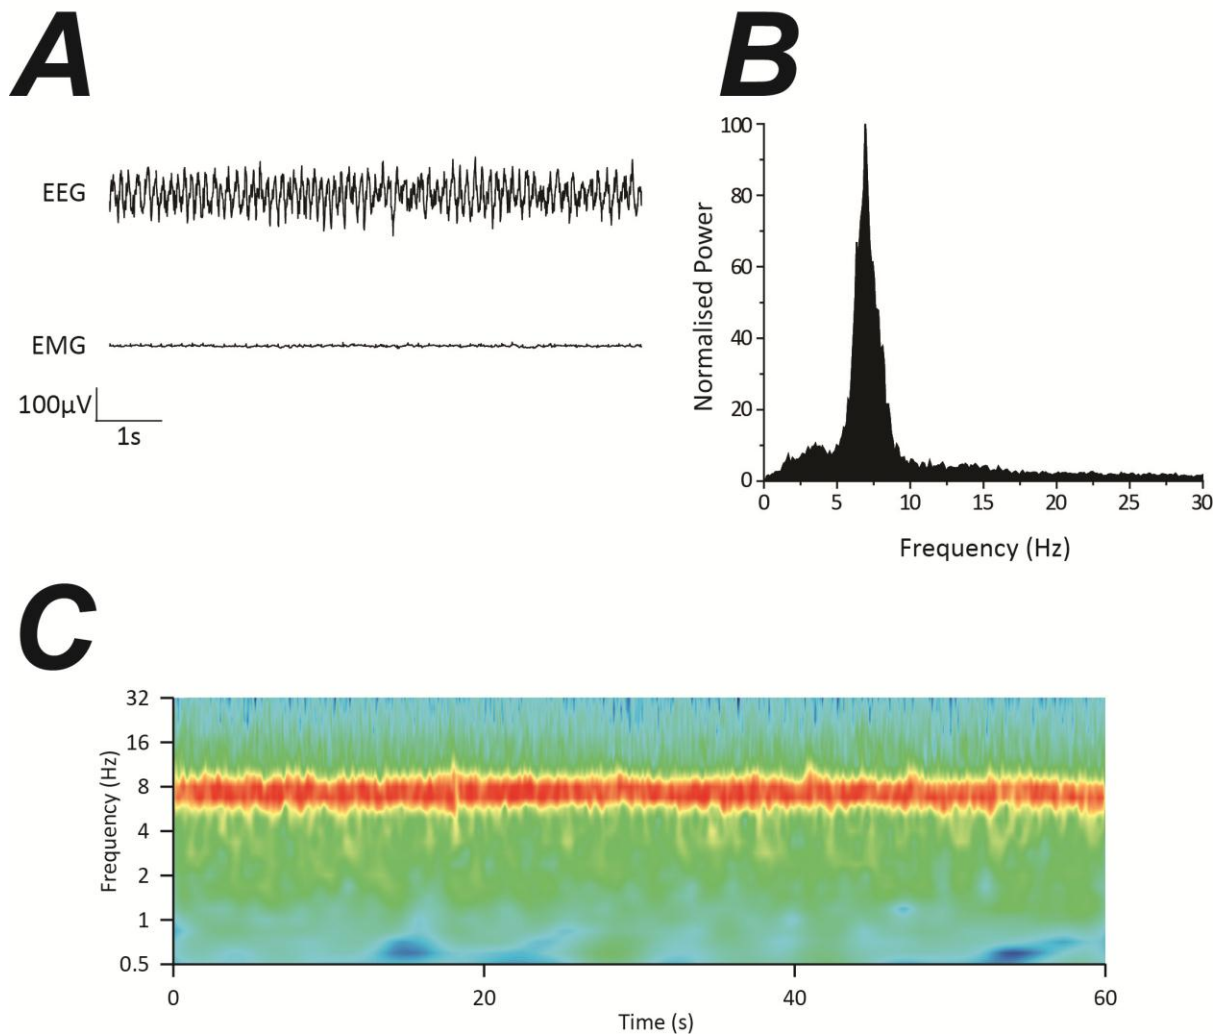 A
B
EEG
EMG
100µV
1s
100
80
60
40
20
0
Normalised Power
0 5 10 15 20 25 30
Frequency (Hz)
C
32
16
8
4
2
1
0.5
Frequency (Hz)
0 20 40 60
Time (s)